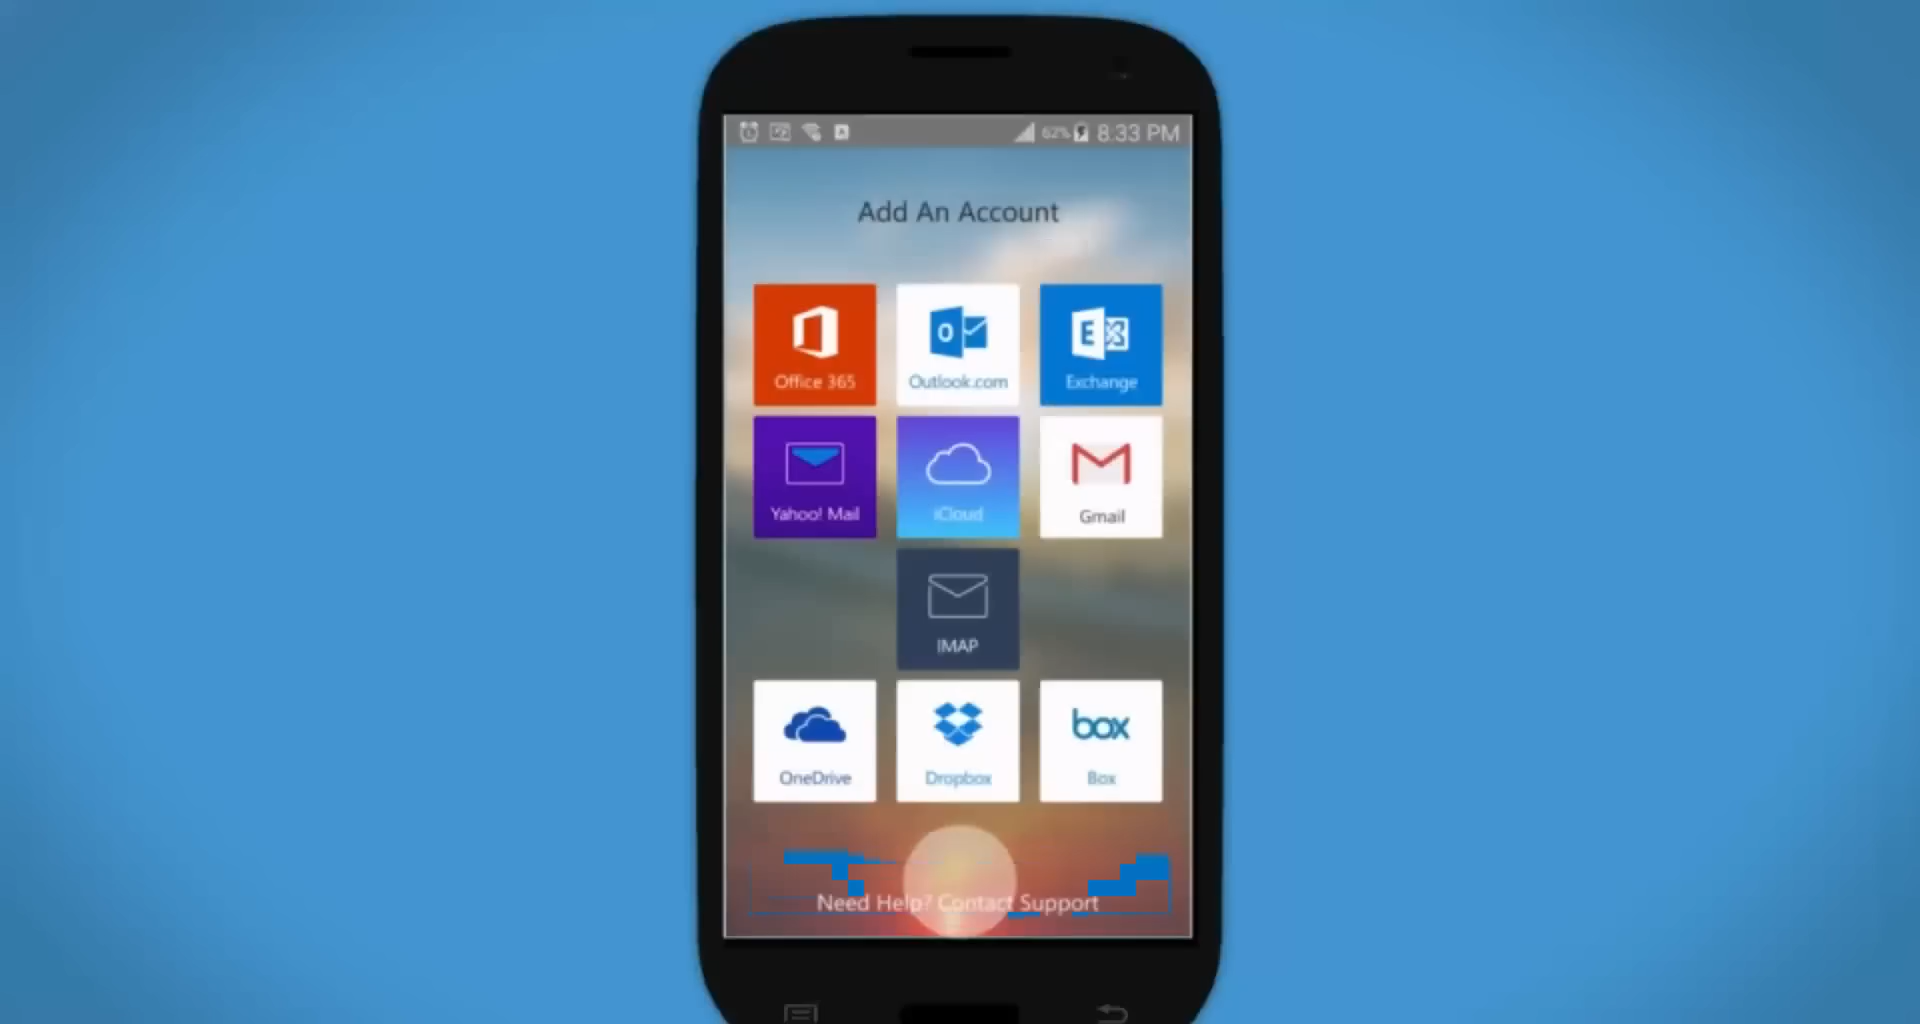 62% 8.33 PM
Add An Account
Office 365
O
Outlook.com
E
Exchange
Yahoo! Mail
iCloud
Gmail
IMAP
OneDrive
Dropbox
box
Box
Need Help? Contact Support